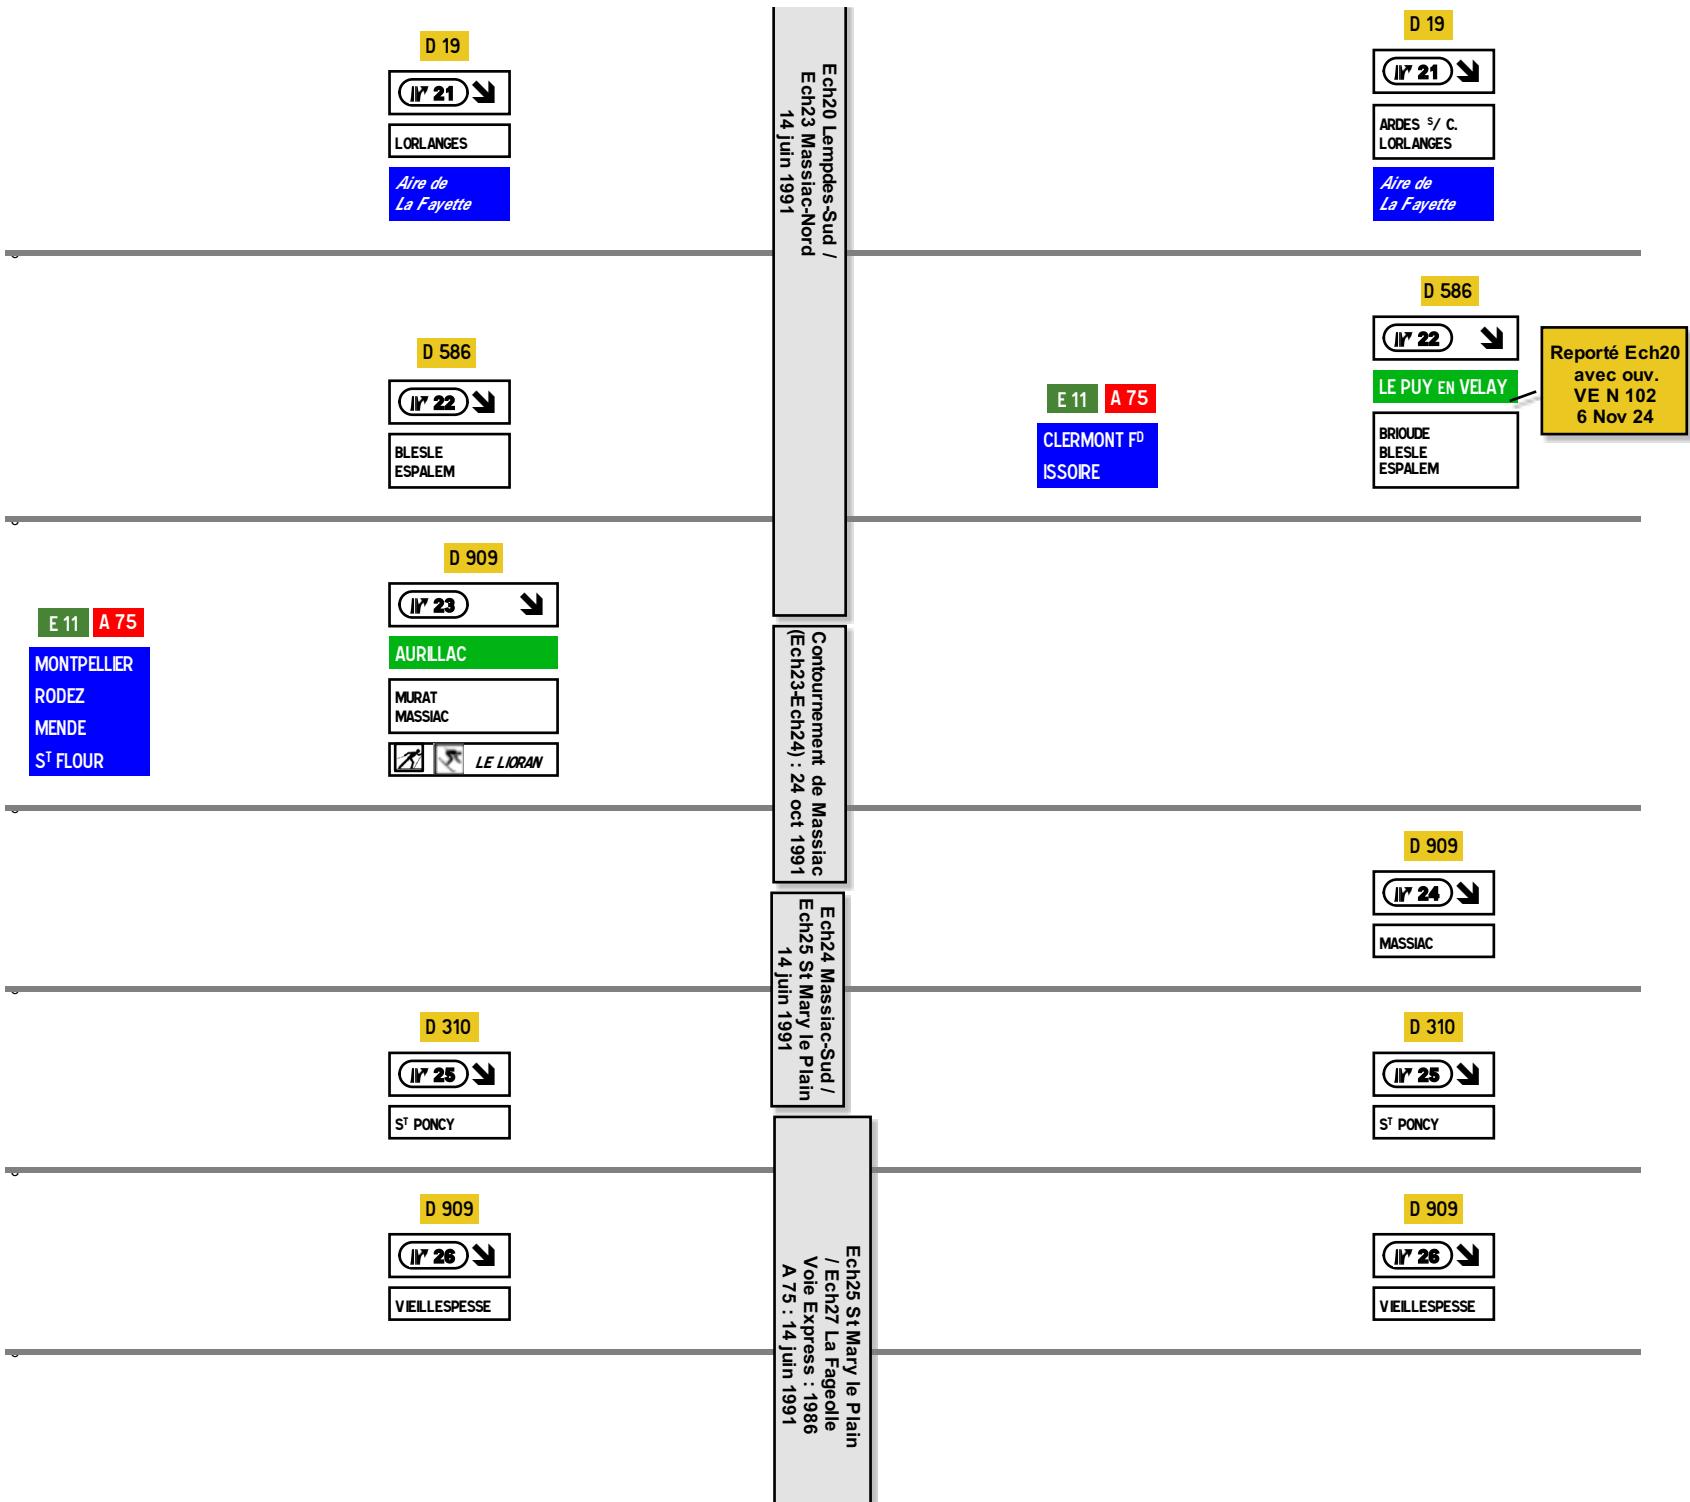 D 19
21
LORLANGES
Aire de
La Fayette
Ech20 Lempdes-Sud /
Ech23 Massiac-Nord
14 juin 1991
D 19
21
ARDES S/ C.
LORLANGES
Aire de
La Fayette
D 586
22
BLESLE
ESPALEM
E 11 A 75
CLERMONT FD
ISSOIRE
D 586
22
LE PUY EN VELAY
BRIOUDE
BLESLE
ESPALEM
Reporté Ech20
avec ouv.
VE N 102
6 Nov 24
E 11 A 75
MONTPELLIER
RODEZ
MENDE
ST FLOUR
D 909
23
AURILLAC
MURAT
MASSIAC
LE LIORAN
Contournement de Massiac
(Ech23-Ech24) : 24 oct 1991
D 909
24
MASSIAC
Ech24 Massiac-Sud /
Ech25 St Mary le Plain
14 juin 1991
D 310
25
ST PONCY
D 310
25
ST PONCY
D 909
26
VIEILLESPESSE
Ech25 St Mary le Plain
/ Ech27 La Fageolle
Voie Express : 1986
A 75 : 14 juin 1991
D 909
26
VIEILLESPESSE